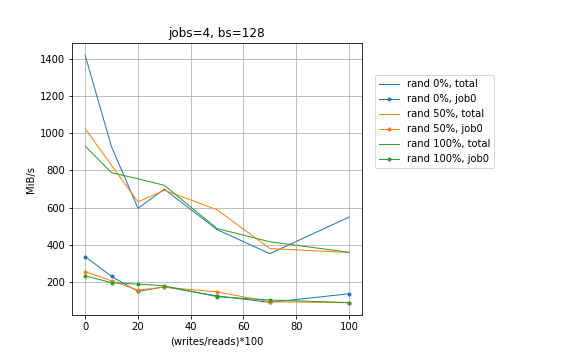 jobs=4, bs=128
MiB/s
1400
1200
1000
800
600
400
200
0
20
40
60
80
100
(writes/reads)*100
rand 0%, total
rand 0%, job0
rand 50%, total
rand 50%, job0
rand 100%, total
rand 100%, job0